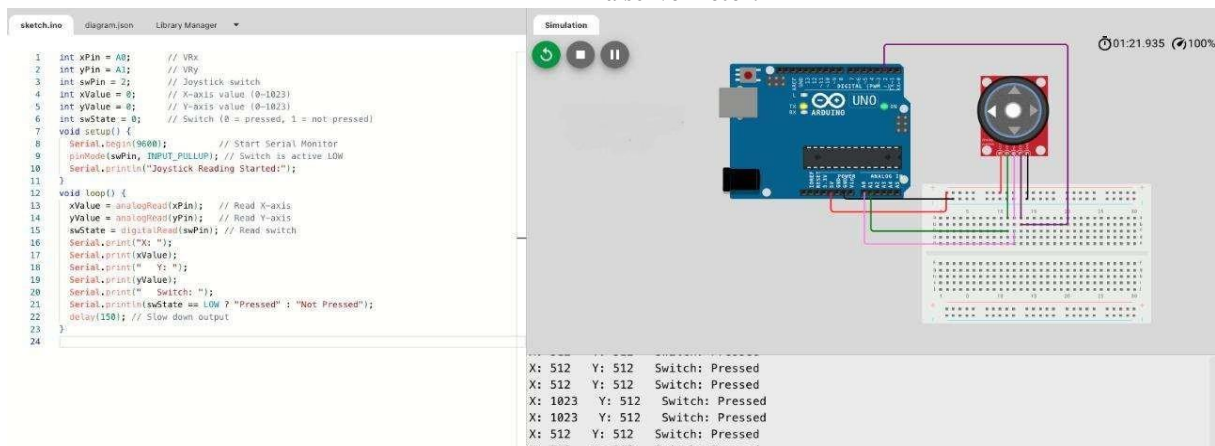 sketch.ino diagram.json Library Manager
Simulation
01:21.935 100%
1 int xPin = A0; // VRx
2 int yPin = A1; // VRy
3 int swPin = 2; // Joystick switch
4 int xValue = 0; // X-axis value (0-1023)
5 int yValue = 0; // Y-axis value (0-1023)
6 int swState = 0; // Switch (0 = pressed, 1 = not pressed)
7 void setup() {
8 Serial.begin(9600); // Start Serial Monitor
9 pinMode(swPin, INPUT_PULLUP); // Switch is active LOW
10 Serial.println("Joystick Reading Started:");
11 }
12 void loop() {
13 xValue = analogRead(xPin); // Read X-axis
14 yValue = analogRead(yPin); // Read Y-axis
15 swState = digitalRead(swPin); // Read switch
16 Serial.print("X: ");
17 Serial.print(xValue);
18 Serial.print("   Y: ");
19 Serial.print(yValue);
20 Serial.print("   Switch: ");
21 Serial.println(swState == LOW ? "Pressed" : "Not Pressed");
22 delay(150); // Slow down output
23 }
24
UNO
ARDUINO
DIGITAL (PWM
POWER
ANALOG IN
X: 512 Y: 512 Switch: Pressed
X: 512 Y: 512 Switch: Pressed
X: 1023 Y: 512 Switch: Pressed
X: 1023 Y: 512 Switch: Pressed
X: 512 Y: 512 Switch: Pressed